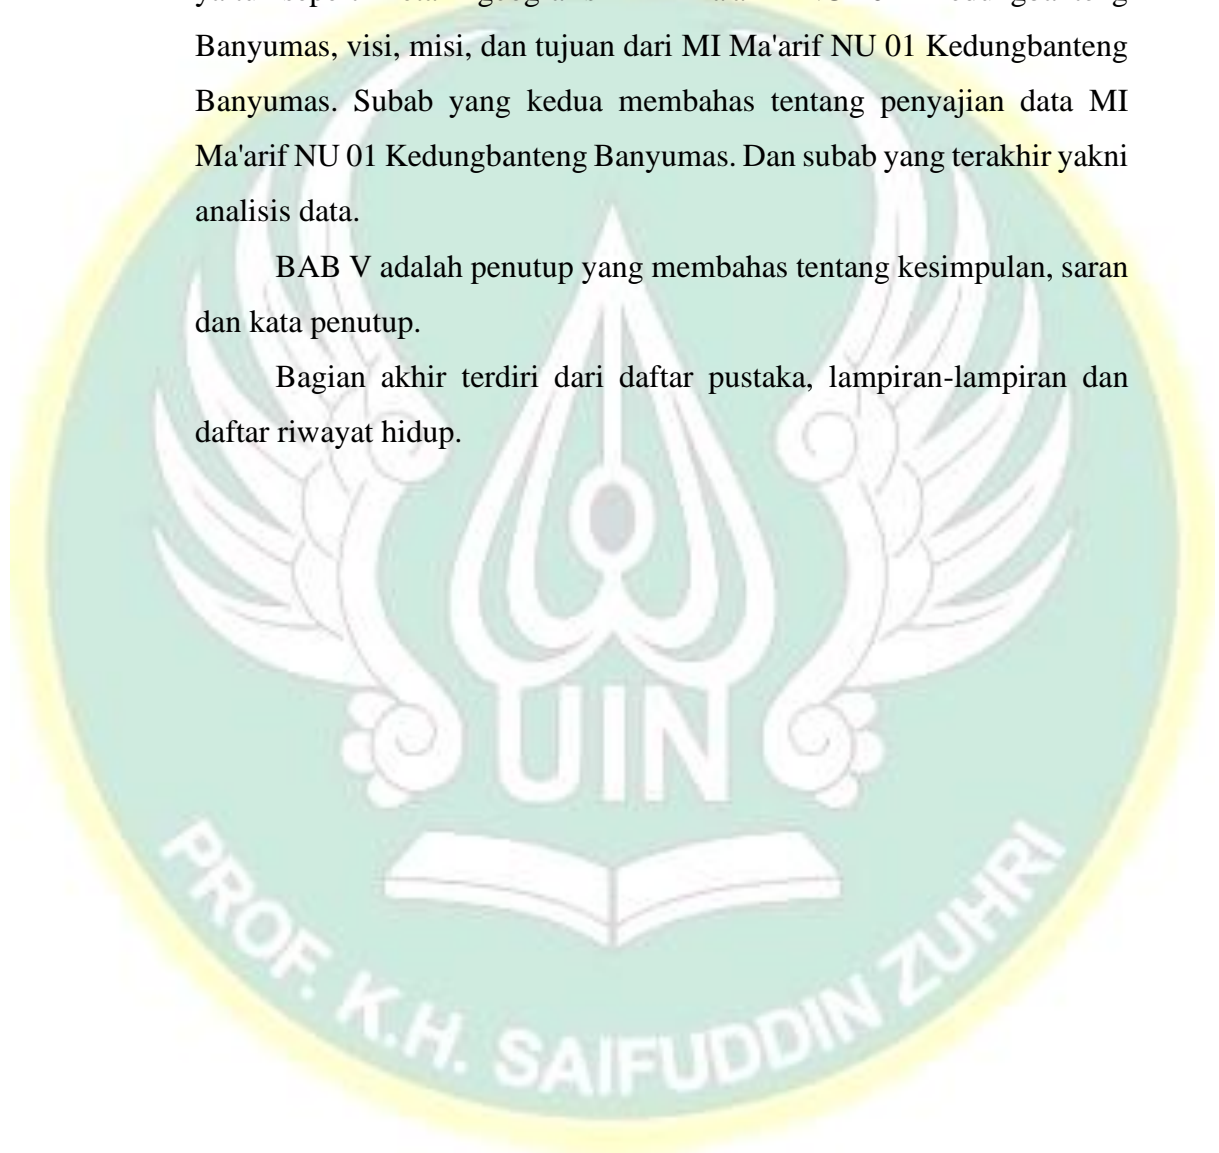 Banyumas, visi, misi, dan tujuan dari MI Ma'arif NU 01 Kedungbanteng
Banyumas. Subab yang kedua membahas tentang penyajian data MI
Ma'arif NU 01 Kedungbanteng Banyumas. Dan subab yang terakhir yakni
analisis data.
BAB V adalah penutup yang membahas tentang kesimpulan, saran
dan kata penutup.
Bagian akhir terdiri dari daftar pustaka, lampiran-lampiran dan
daftar riwayat hidup.
UIN
PROF. K.H. SAIFUDDIN ZUHRI